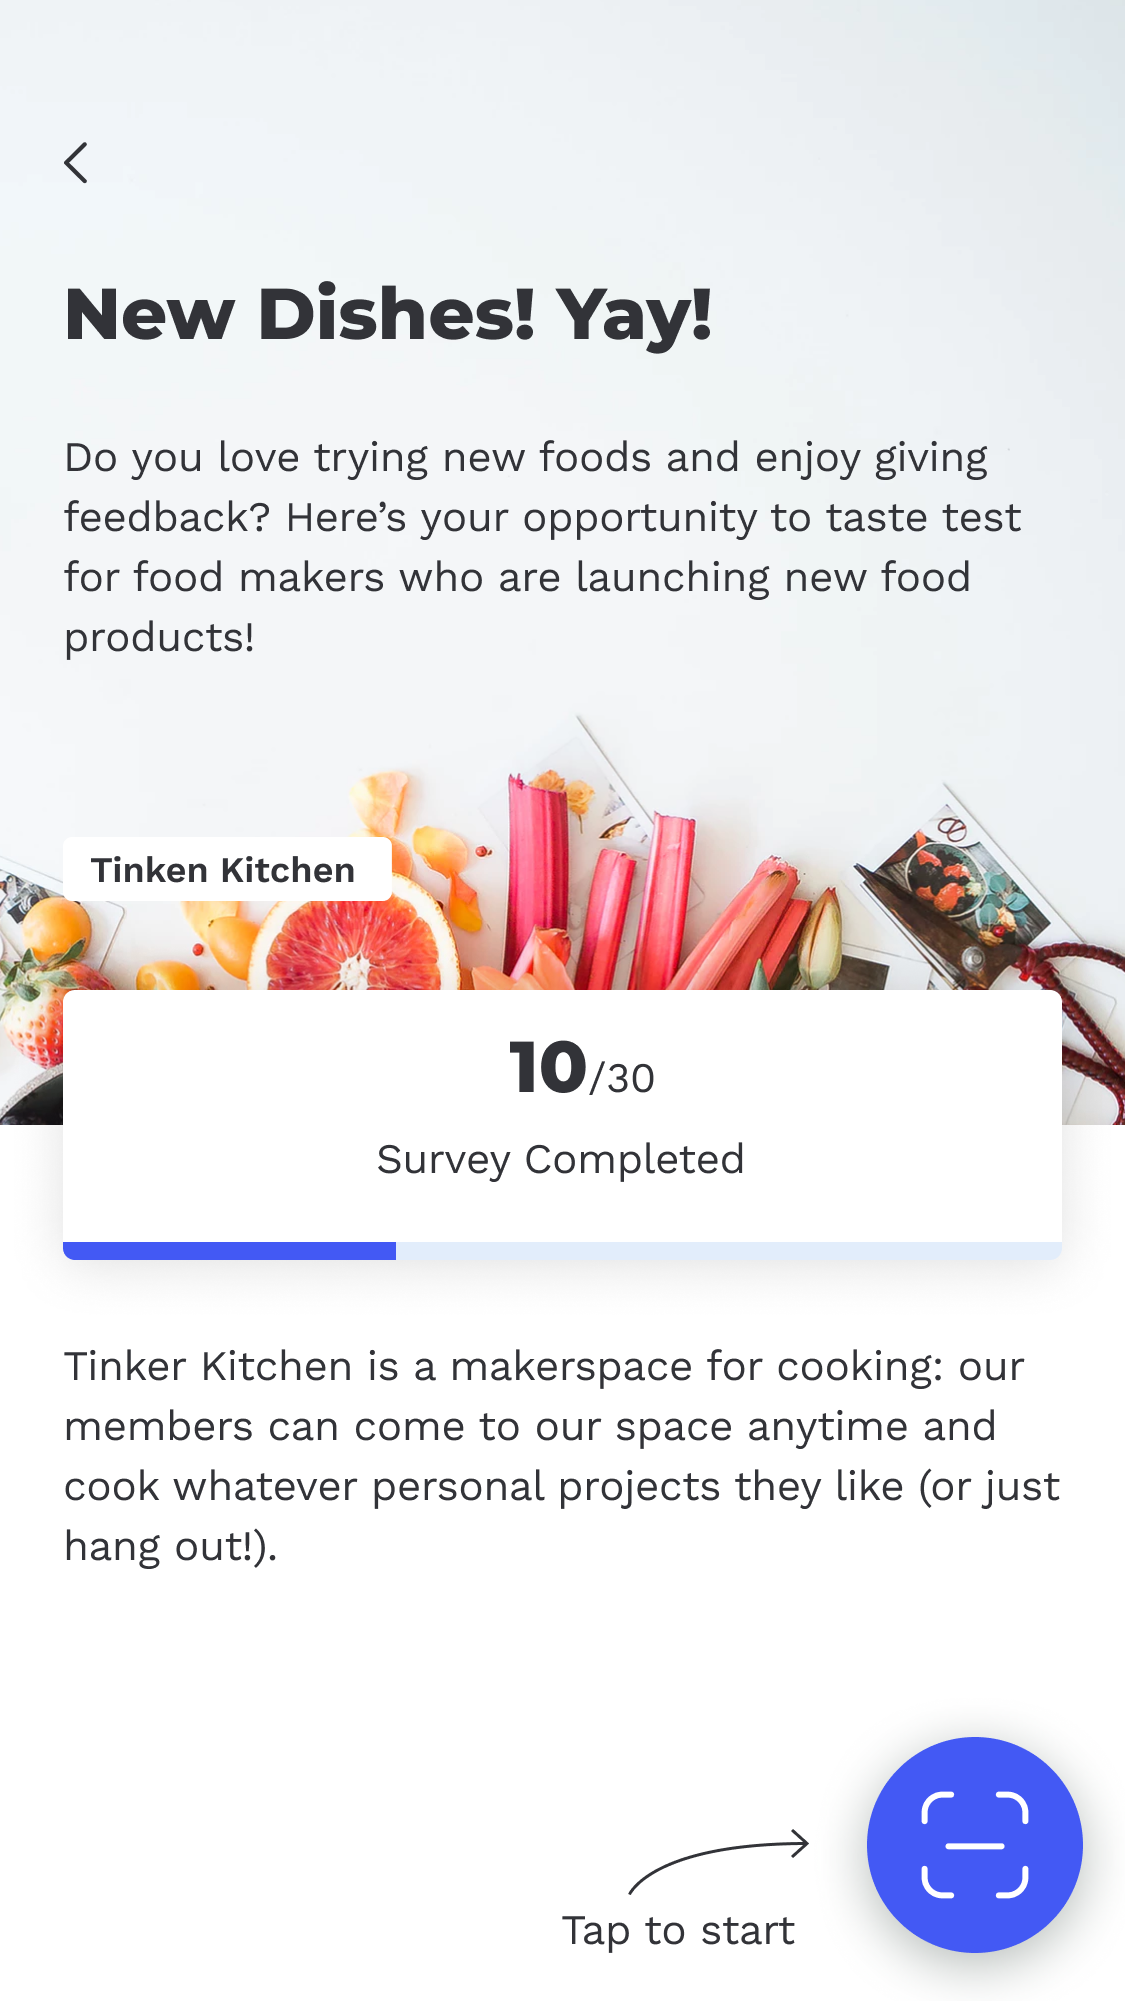 New Dishes! Yay!
Do you love trying new foods and enjoy giving
feedback? Here’s your opportunity to taste test
for food makers who are launching new food
products!
Tinken Kitchen
10/30
Survey Completed
Tinker Kitchen is a makerspace for cooking: our
members can come to our space anytime and
cook whatever personal projects they like (or just
hang out!).
Tap to start